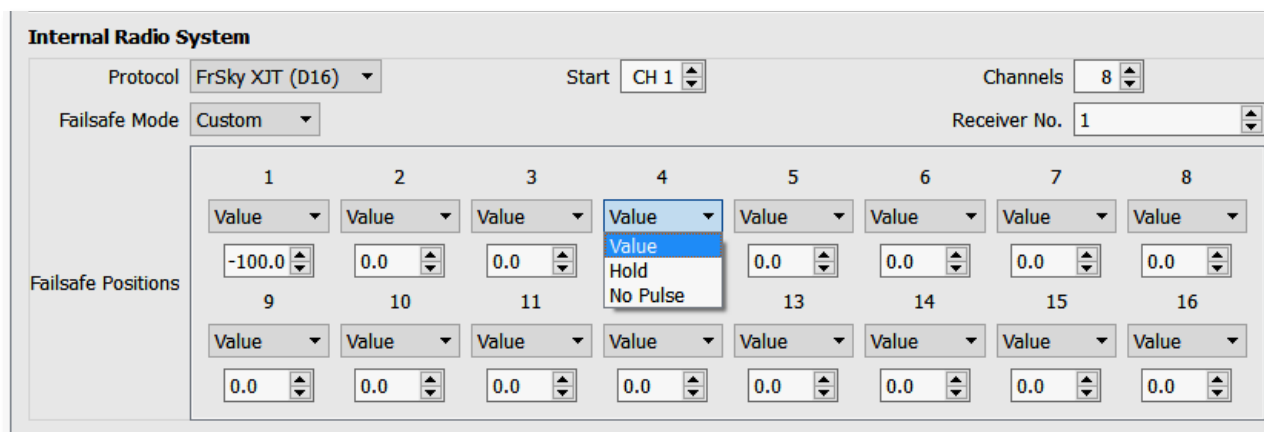 Internal Radio System
Protocol FrSky XJT (D16) Start CH 1 Channels 8
Failsafe Mode Custom Receiver No. 1
1 2 3 4 5 6 7 8
Value Value Value Value Value Value Value Value
Value
-100.0 0.0 0.0 0.0 0.0 0.0 0.0
Hold
Failsafe Positions
No Pulse
9 10 11 13 14 15 16
Value Value Value Value Value Value Value Value
0.0 0.0 0.0 0.0 0.0 0.0 0.0 0.0